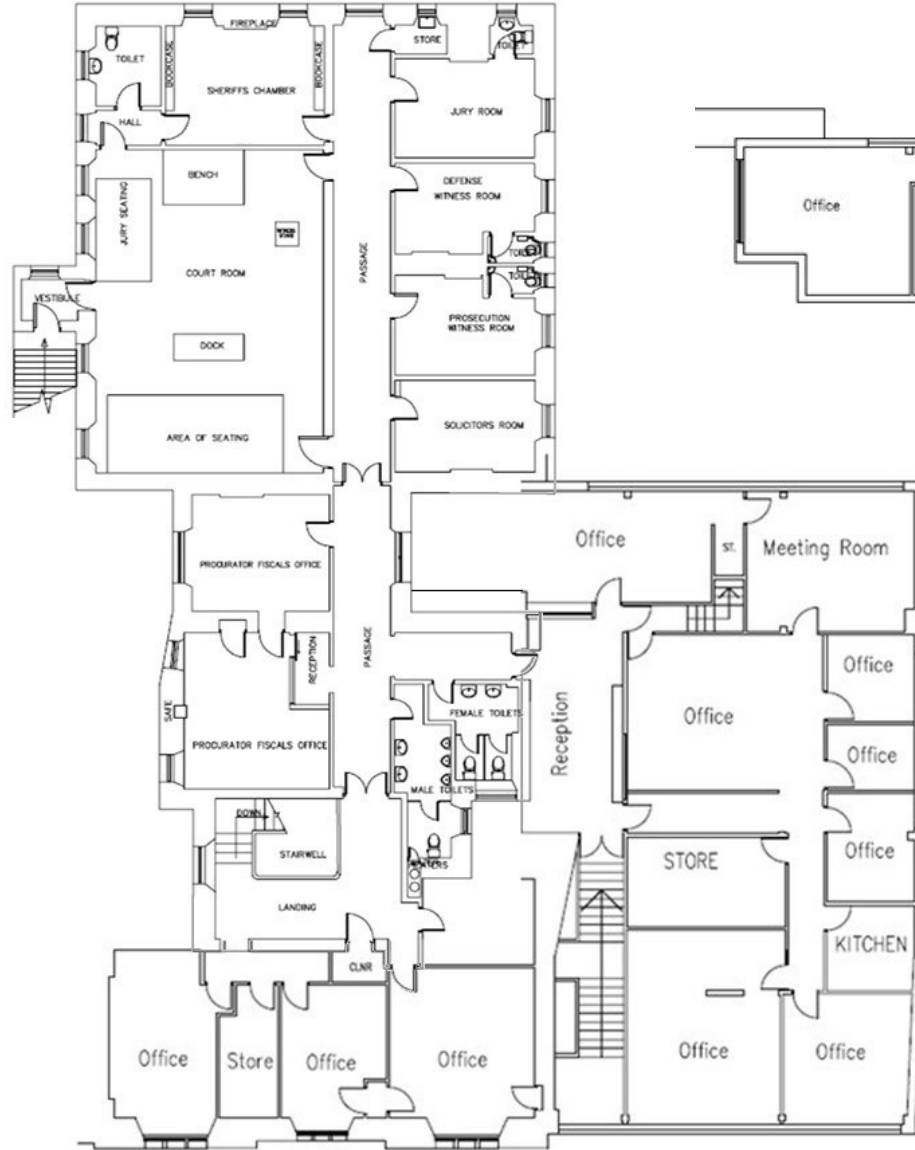 FIREPLACE
TOILET
BOOKCASE
SHERIFFS CHAMBER
BOOKCASE
STORE
TOILET
HALL
JURY ROOM
BENCH
JURY SEATING
DEFENSE
WITNESS ROOM
Office
COURT ROOM
PASSAGE
TOILET
TOILET
VESTIBULE
PROSECUTION
WITNESS ROOM
DOCK
AREA OF SEATING
SOLICITORS ROOM
PROCURATOR FISCALS OFFICE
Office
ST.
Meeting Room
PASSAGE
RECEPTION
SAFE
FEMALE TOILETS
Reception
Office
Office
PROCURATOR FISCALS OFFICE
Office
MALE TOILETS
DOWN
STAIRWELL
STORE
Office
LANDING
KITCHEN
CLNR
Office
Store
Office
Office
Office
Office